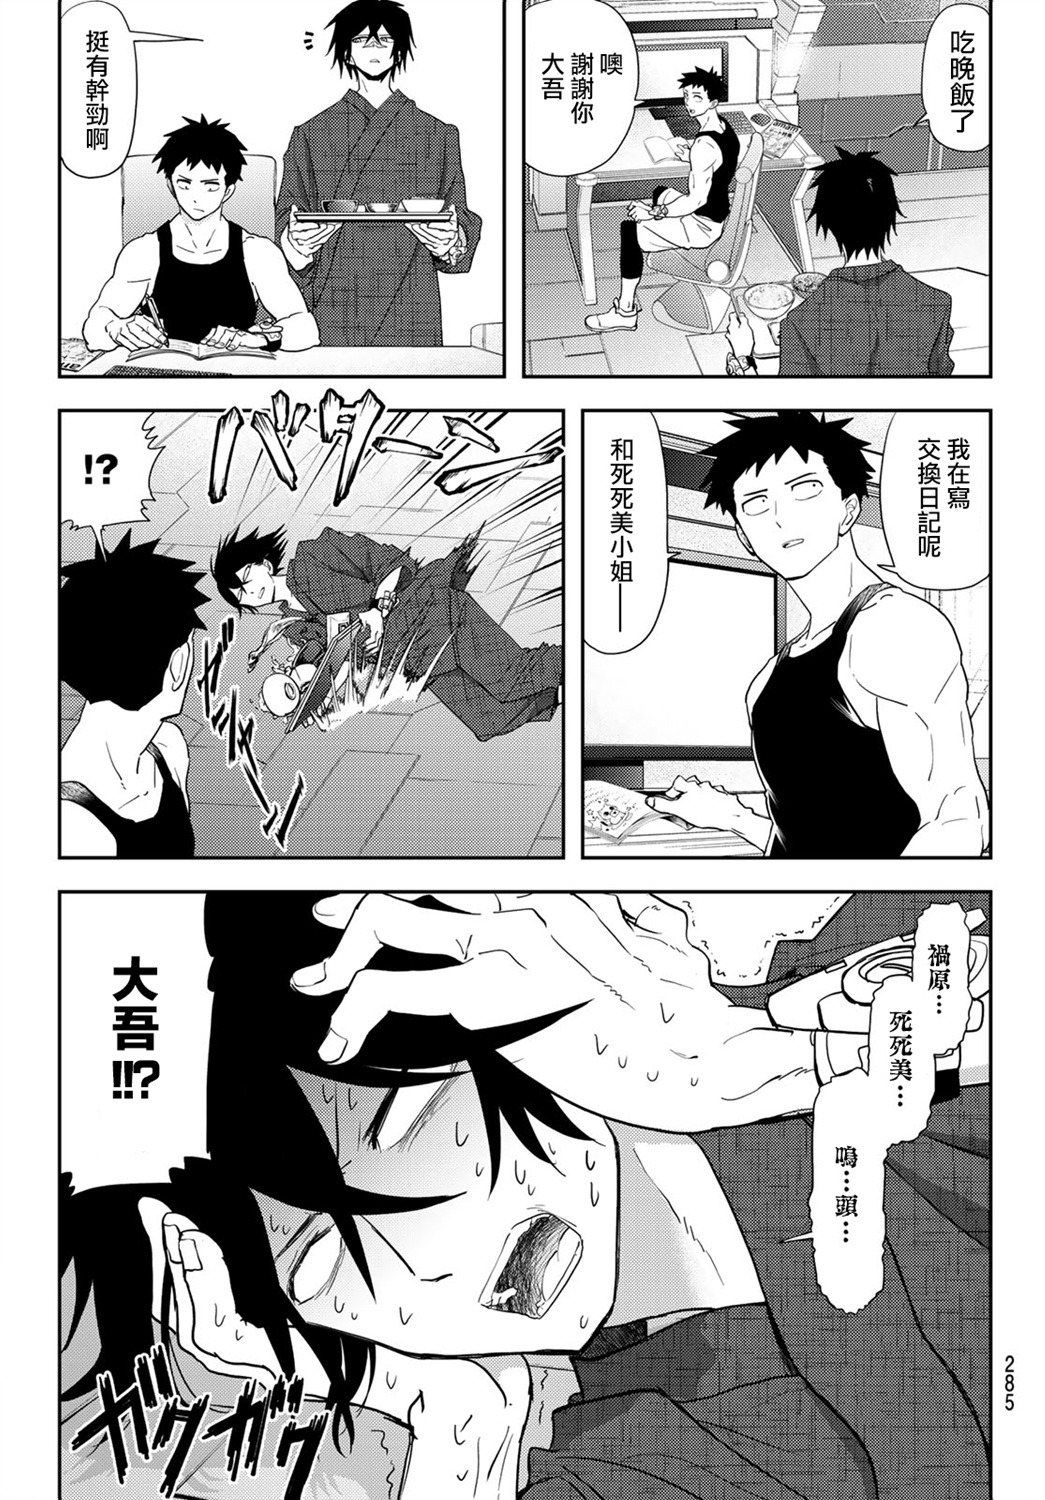 吃晚飯了
噢
謝謝你
大吾
挺有幹勁啊
我在寫
交換日記呢
和死死美小姐——
バターーン
ガシャーン
!?
禍原…
死死美…
嗚…頭…
大吾!!?
ガクガク
285